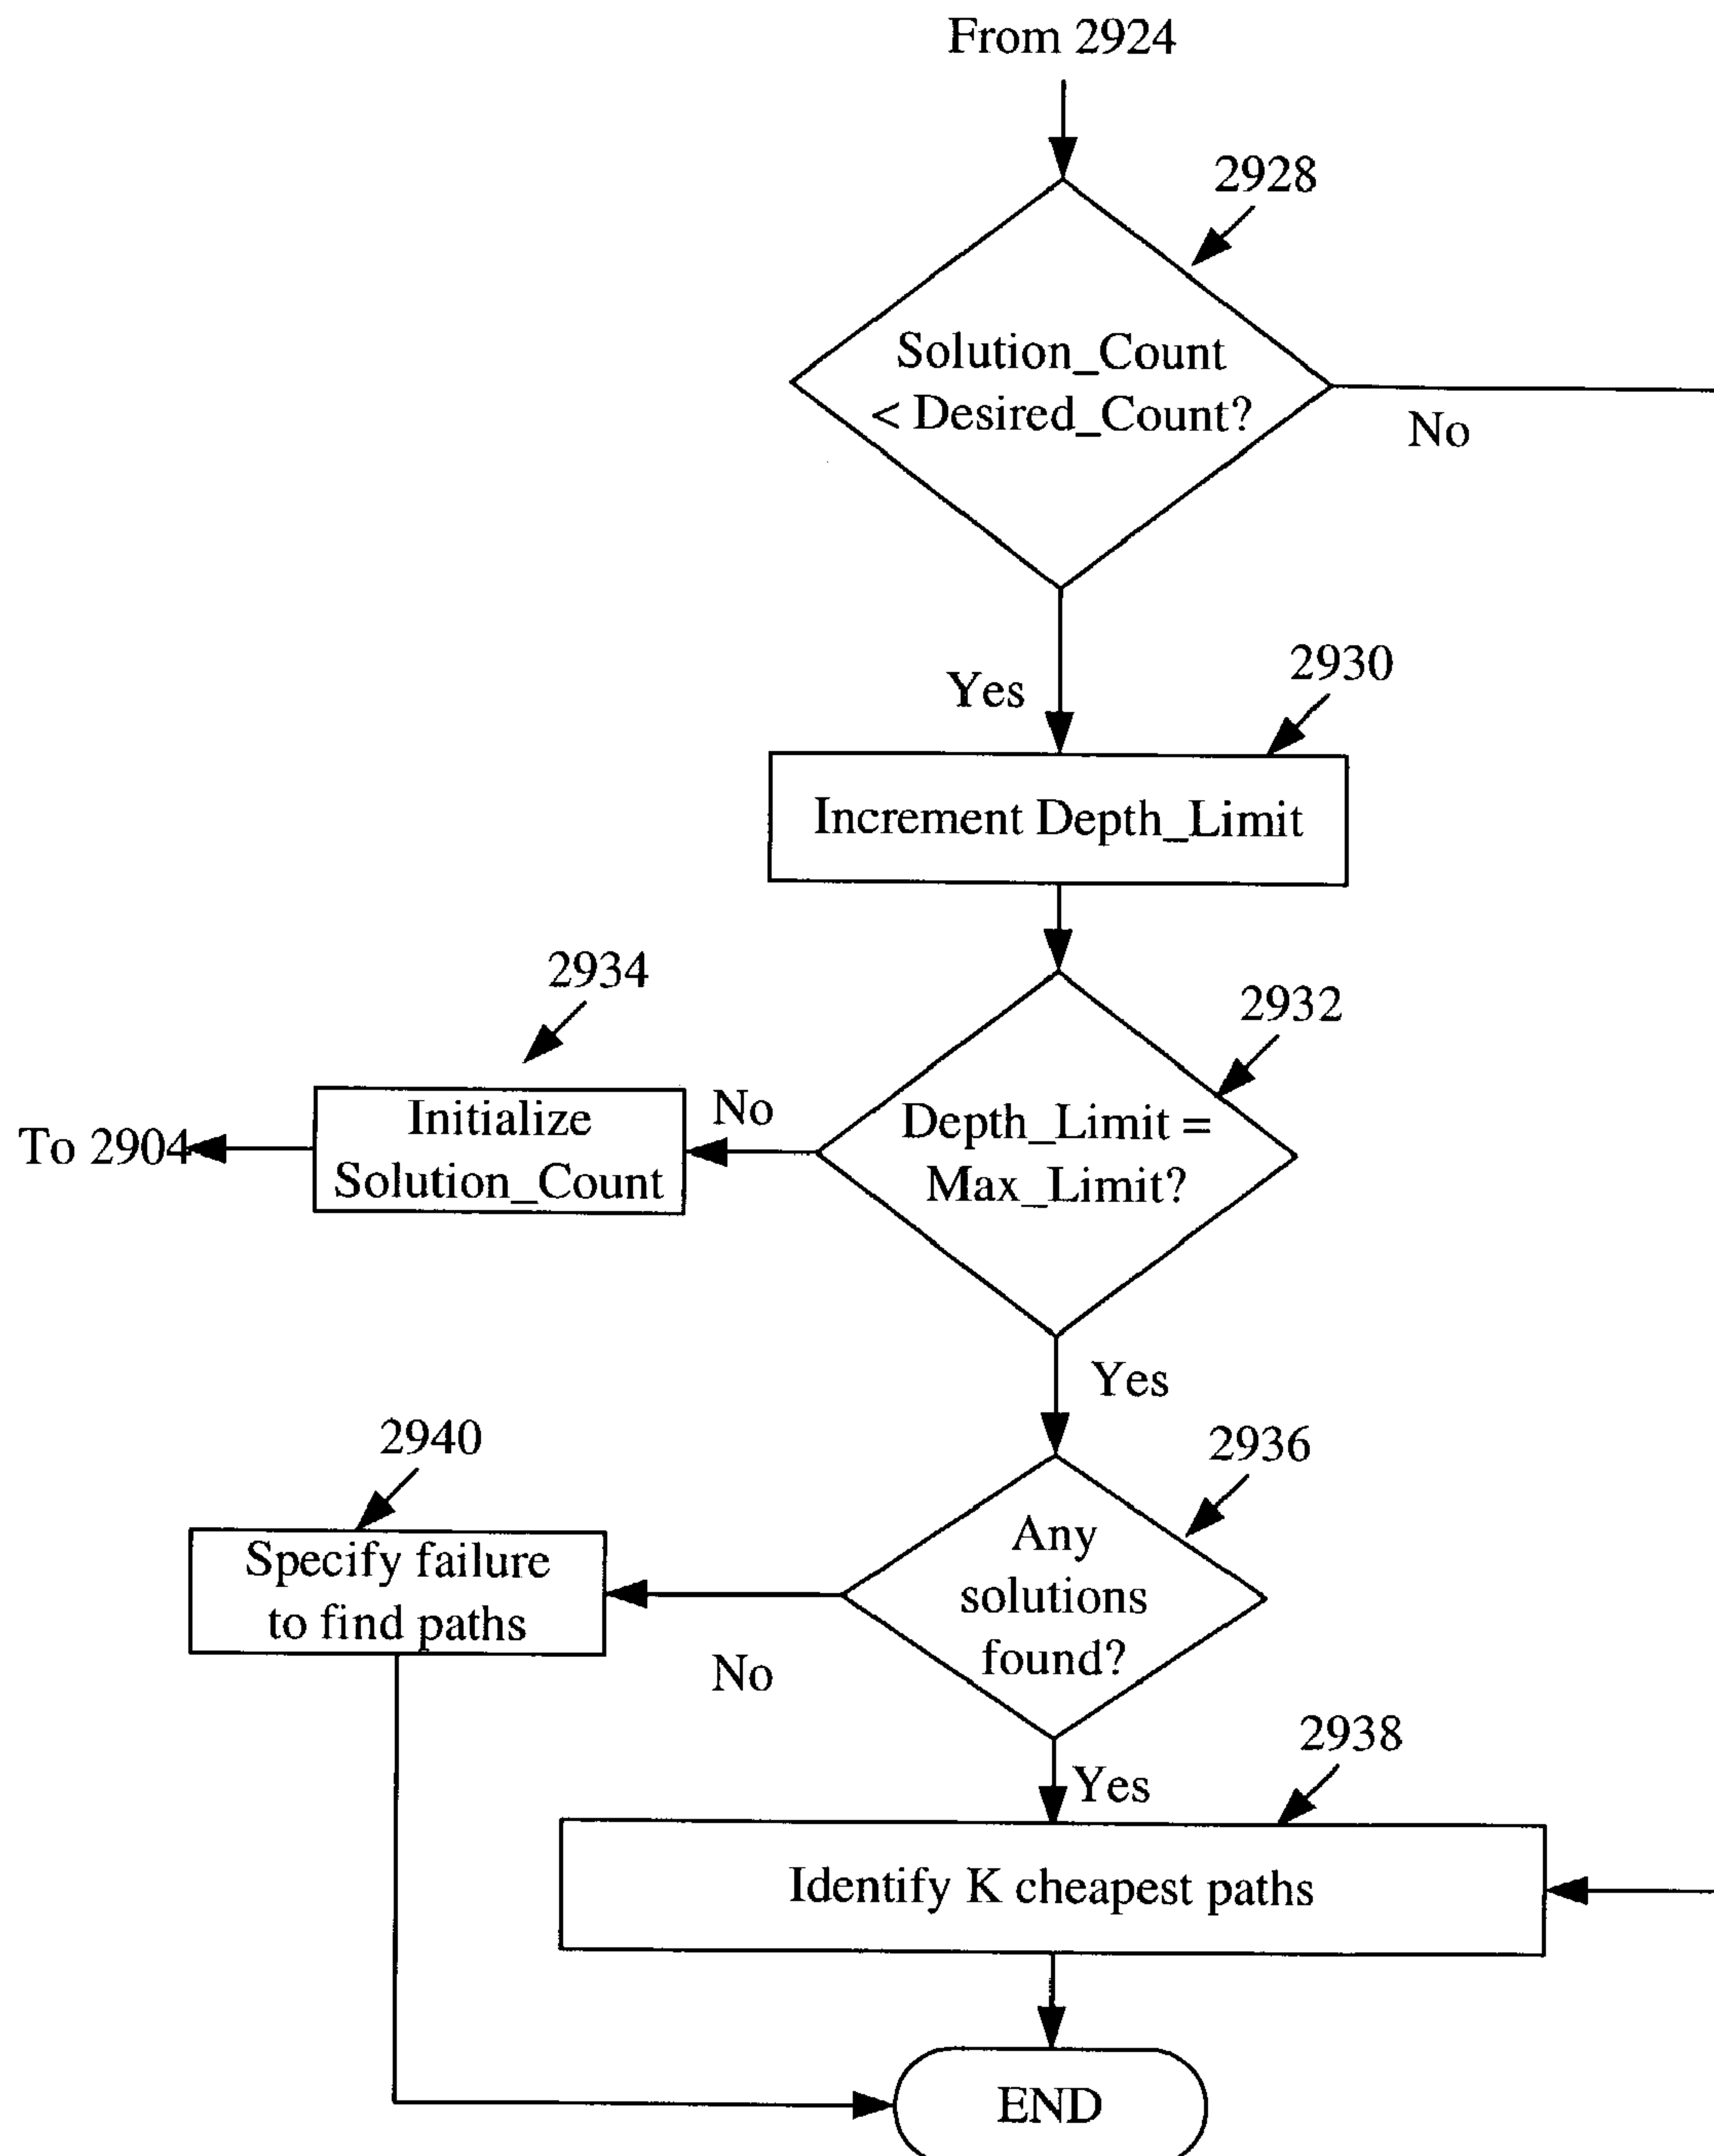 From 2924
2928
Solution_Count
< Desired_Count?
No
Yes
2930
Increment Depth_Limit
2934
2932
Initialize
Solution_Count
No
Depth_Limit =
Max_Limit?
To 2904
Yes
2940
2936
Specify failure
to find paths
Any
solutions
found?
No
2938
Yes
Identify K cheapest paths
END